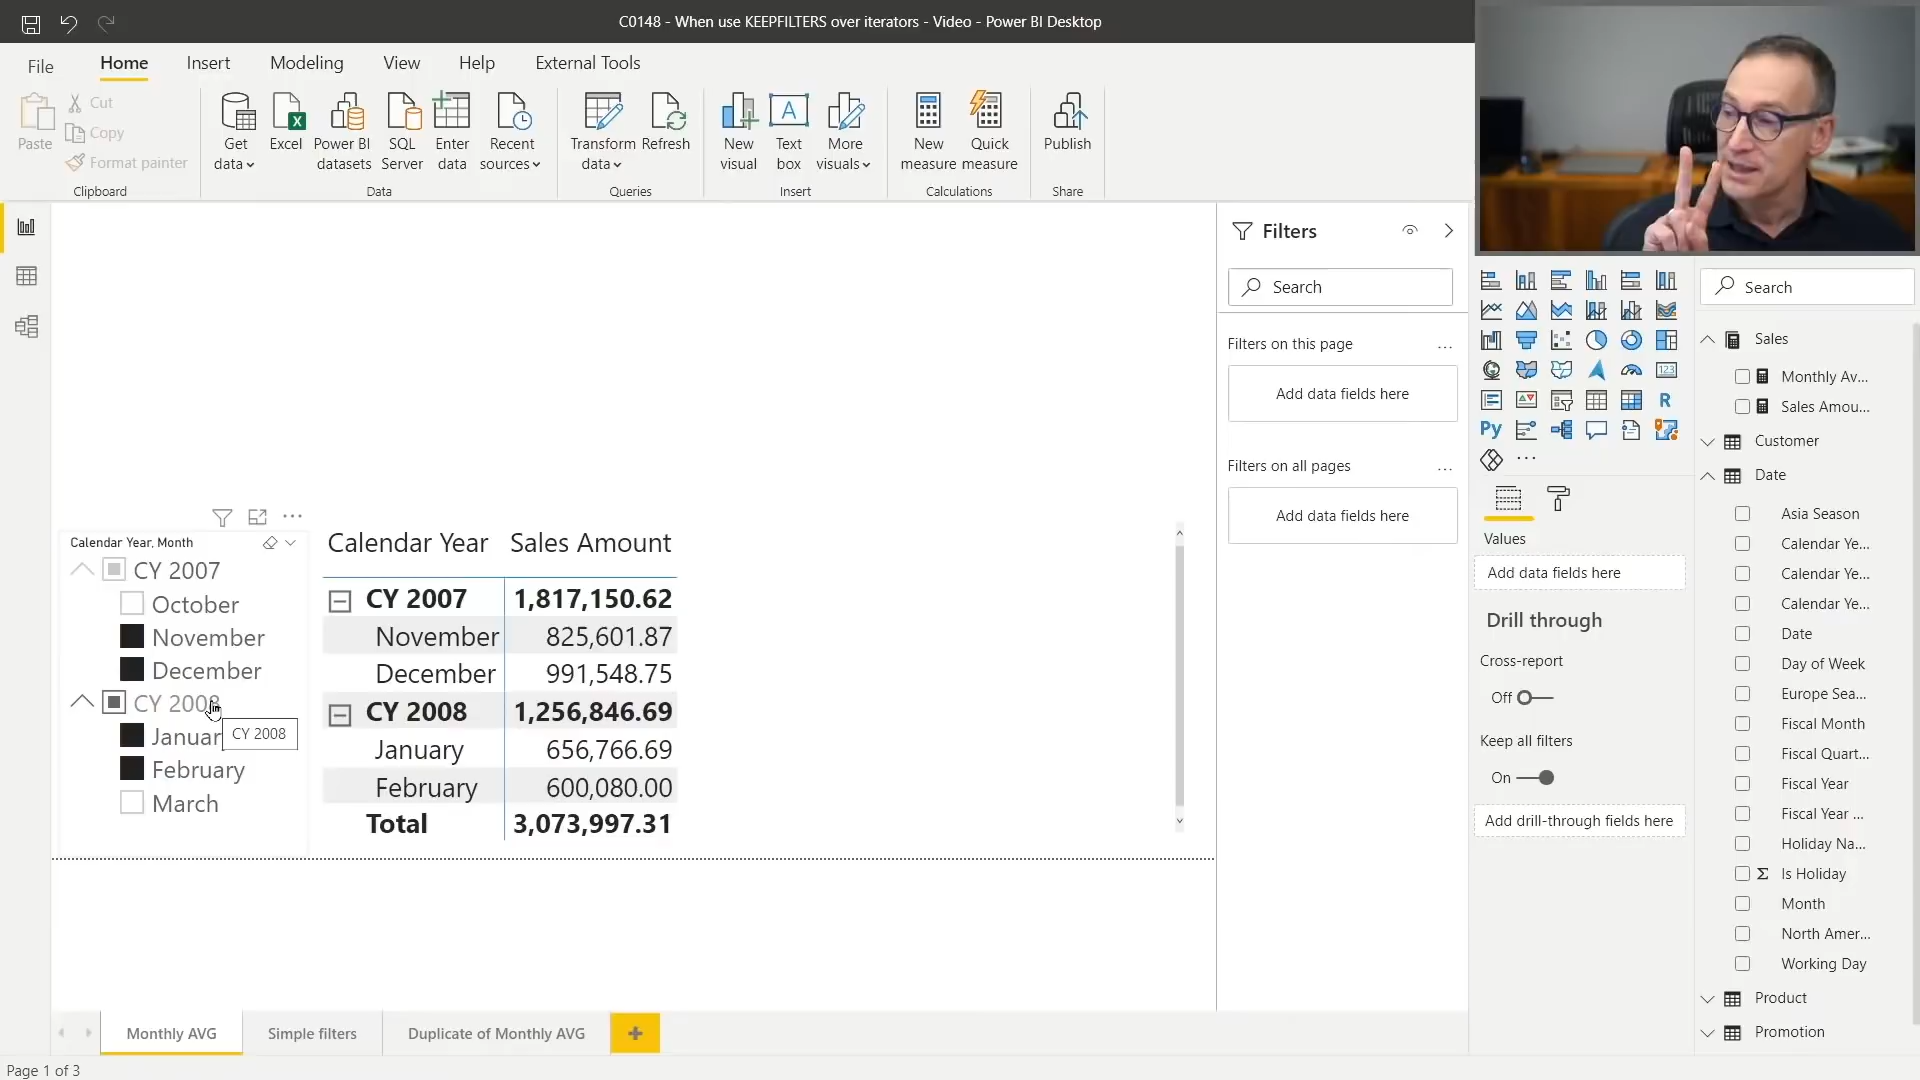 C0148 - When use KEEPFILTERS over iterators - Video - Power BI Desktop
File
Home
Insert
Modeling
View
Help
External Tools
Paste
Cut
Copy
Format painter
Clipboard
Get data
Excel
Power BI datasets
SQL Server
Enter data
Recent sources
Data
Transform data
Refresh
Queries
New visual
A
Text box
More visuals
Insert
New measure
Quick measure
Calculations
Publish
Share
Filters
Search
Filters on this page
...
Add data fields here
Filters on all pages
...
Add data fields here
Calendar Year, Month
CY 2007
October
November
December
CY 2008
Januar
CY 2008
February
March
Calendar Year Sales Amount
CY 2007 1,817,150.62
November 825,601.87
December 991,548.75
CY 2008 1,256,846.69
January 656,766.69
February 600,080.00
Total 3,073,997.31
123
R
Py
...
Values
Add data fields here
Drill through
Cross-report
Off
Keep all filters
On
Add drill-through fields here
Search
Sales
Monthly Av...
Sales Amou...
Customer
Date
Asia Season
Calendar Ye...
Calendar Ye...
Calendar Ye...
Date
Day of Week
Europe Sea...
Fiscal Month
Fiscal Quart...
Fiscal Year
Fiscal Year ...
Holiday Na...
Σ Is Holiday
Month
North Amer...
Working Day
Product
Promotion
Monthly AVG
Simple filters
Duplicate of Monthly AVG
+
Page 1 of 3